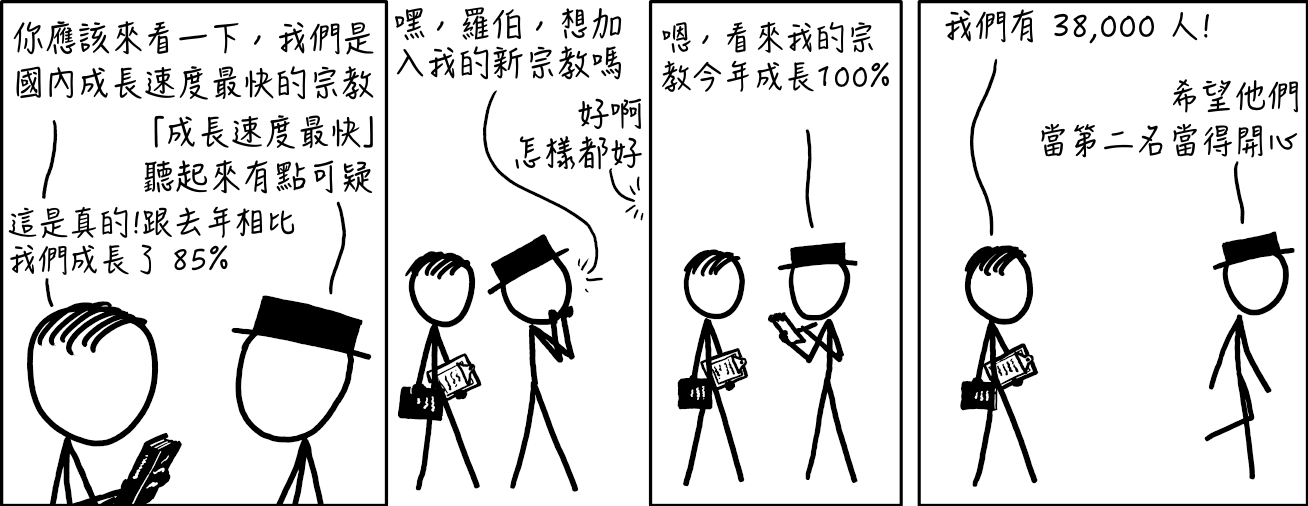 你應該來看一下，我們是
國內成長速度最快的宗教
「成長速度最快」
聽起來有點可疑
這是真的!跟去年相比
我們成長了 85%
嘿，羅伯，想加
入我的新宗教嗎
好啊
怎樣都好
嗯，看來我的宗
教今年成長100%
我們有 38,000 人!
希望他們
當第二名當得開心